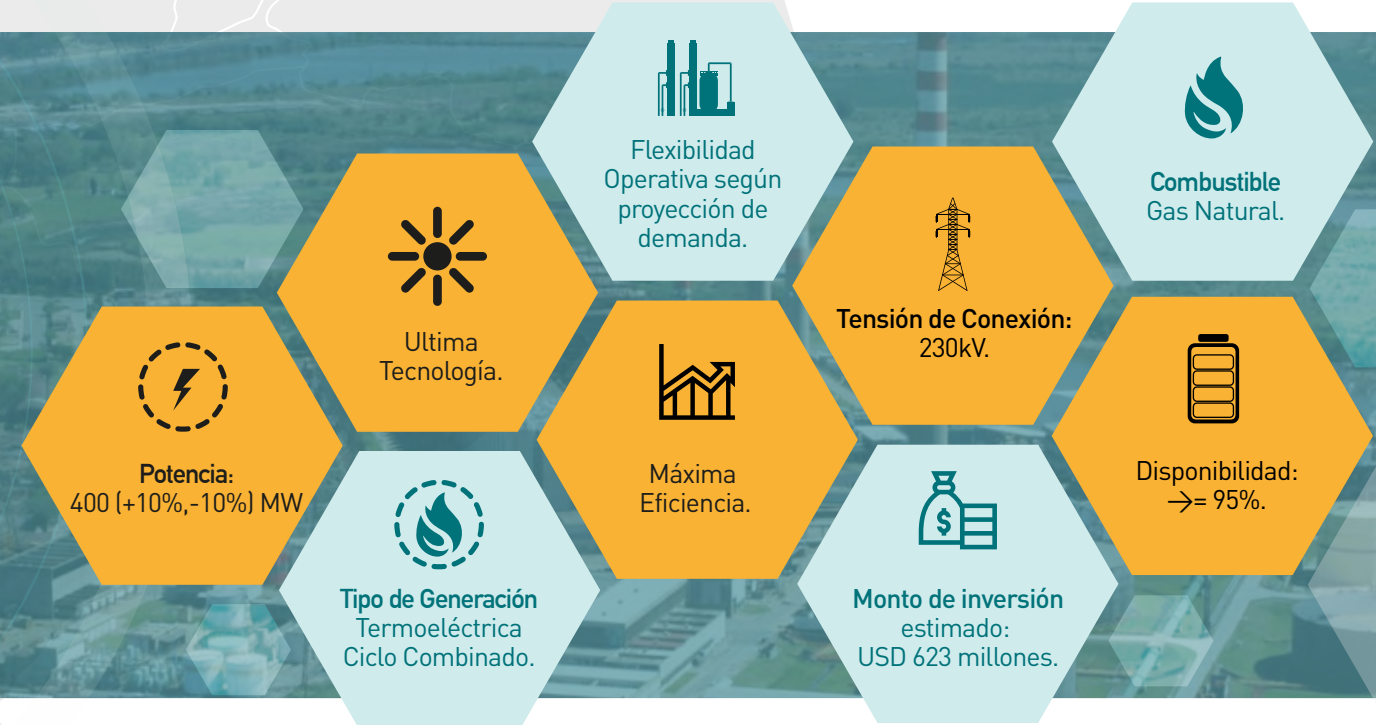 Flexibilidad
Operativa según
proyección de
demanda.
Combustible
Gas Natural.
Ultima
Tecnología.
Tensión de Conexión:
230kV.
Potencia:
400 (+10%,-10%) MW
Máxima
Eficiencia.
Disponibilidad:
→= 95%.
Tipo de Generación
Termoeléctrica
Ciclo Combinado.
Monto de inversión
estimado:
USD 623 millones.